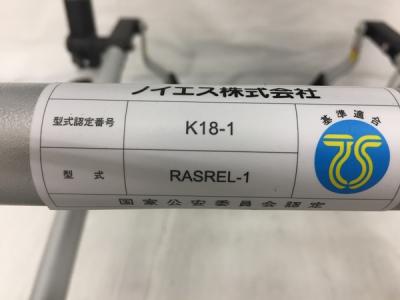 ノイエス株式会社
型式認定番号 K18-1
基準適合
TS
型式 RASREL-1
国家公安委員会認定